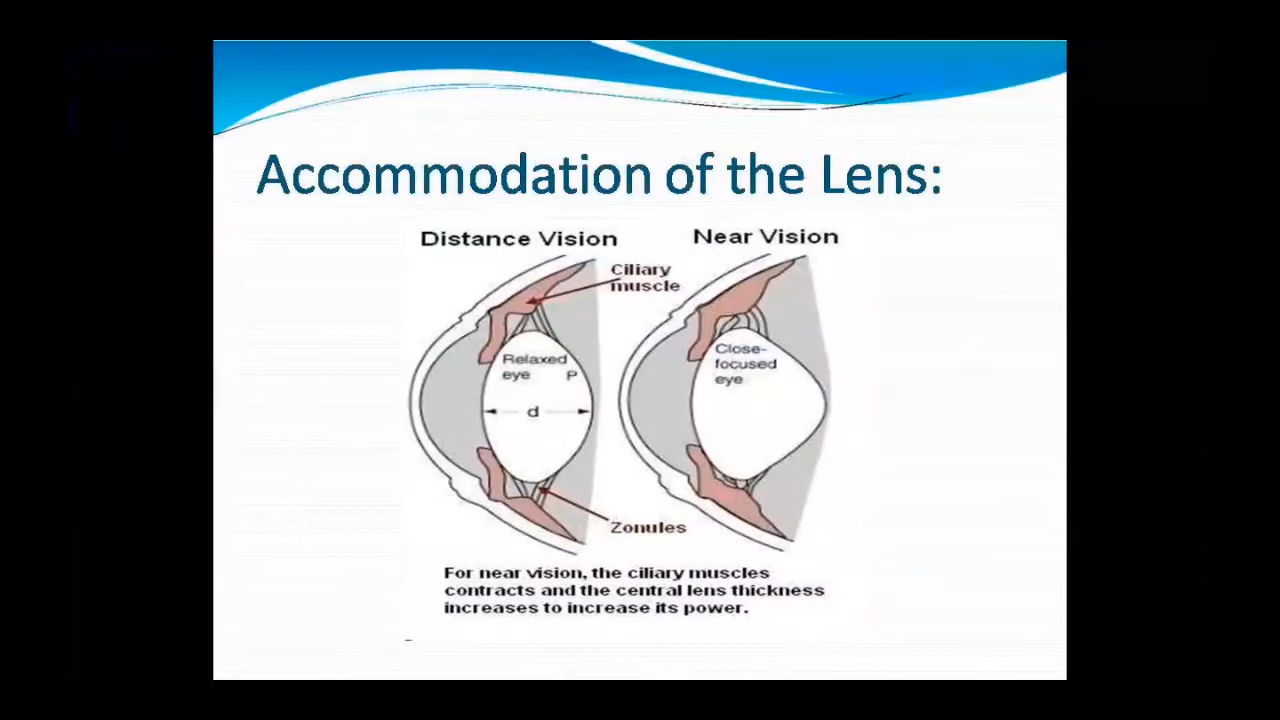 Accommodation of the Lens:
Distance Vision
Near Vision
Ciliary
muscle
Relaxed
eye P
d
Close-
focused
eye
Zonules
For near vision, the ciliary muscles
contracts and the central lens thickness
increases to increase its power.